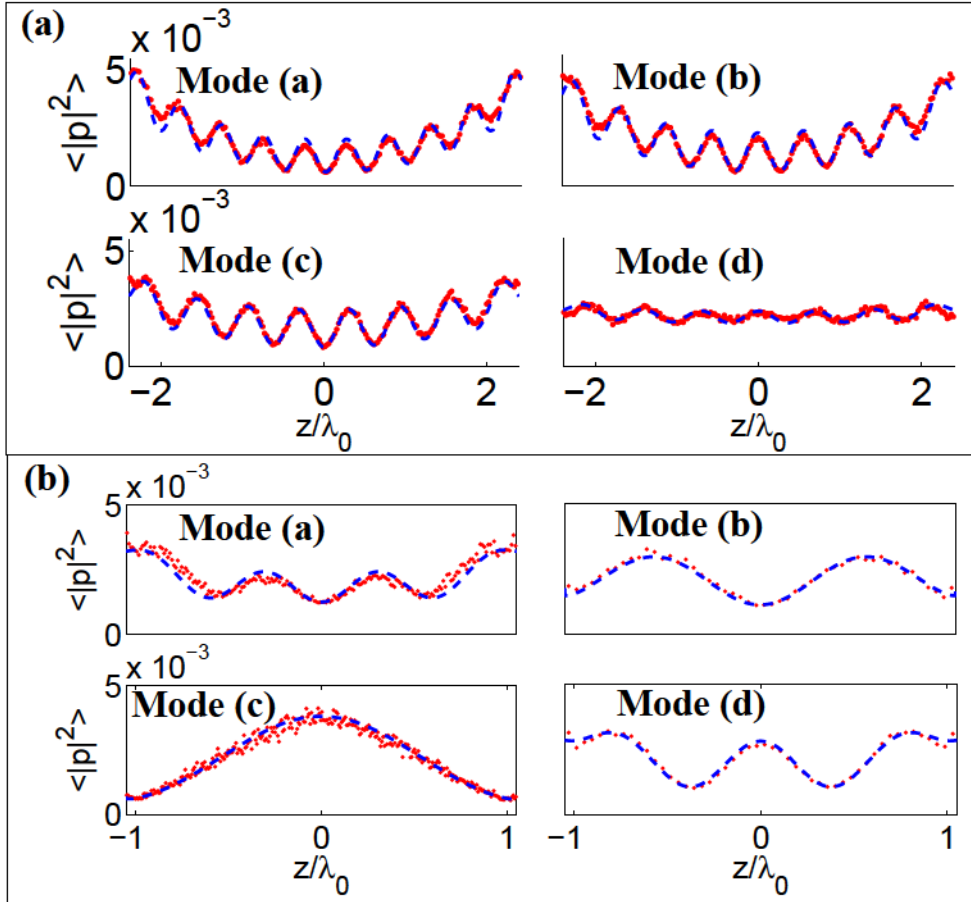 (a)
x 10⁻³
5
0
<|p|²>
Mode (a)
Mode (b)
x 10⁻³
5
0
<|p|²>
Mode (c)
Mode (d)
−2 0 2
−2 0 2
z/λ₀
z/λ₀
(b)
x 10⁻³
5
0
<|p|²>
Mode (a)
Mode (b)
x 10⁻³
5
0
<|p|²>
Mode (c)
Mode (d)
−1 0 1
−1 0 1
z/λ₀
z/λ₀